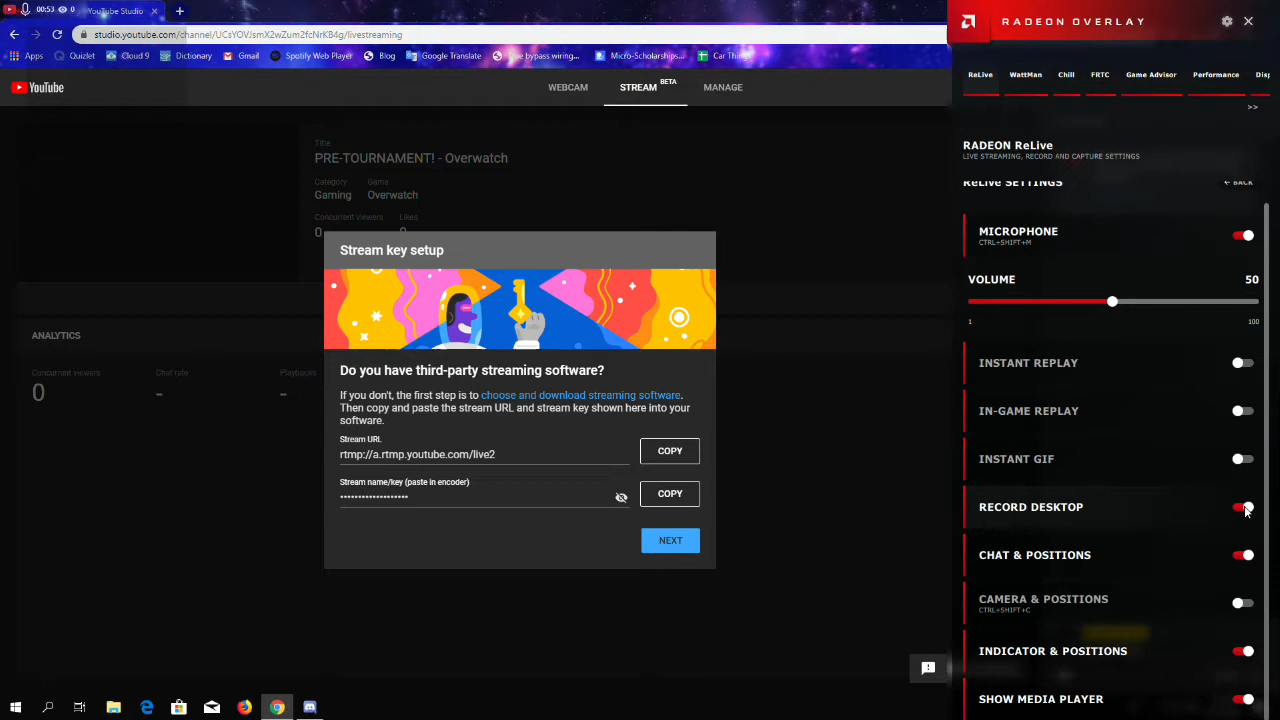 00:53 0
YouTube Studio
studio.youtube.com/channel/UCsYOVJsmX2wZum2fcNrKB4g/livestreaming
Apps Quizlet Cloud 9 Dictionary Gmail Spotify Web Player Blog Google Translate True bypass wiring... Micro-Scholarships... Car Things
YouTube
WEBCAM STREAM BETA MANAGE
Title
PRE-TOURNAMENT! - Overwatch
Category Game
Gaming Overwatch
Concurrent viewers Likes
0
ANALYTICS
Concurrent viewers Chat rate Playbacks
0 - -
Stream key setup
Do you have third-party streaming software?
If you don't, the first step is to choose and download streaming software.
Then copy and paste the stream URL and stream key shown here into your
software.
Stream URL
rtmp://a.rtmp.youtube.com/live2
COPY
Stream name/key (paste in encoder)
••••••••••••••••••• COPY
NEXT
RADEON OVERLAY
ReLive WattMan Chill FRTC Game Advisor Performance Disp
>>
RADEON ReLive
LIVE STREAMING, RECORD AND CAPTURE SETTINGS
ReLive SETTINGS BACK
MICROPHONE
CTRL+SHIFT+M
VOLUME 50
1 100
INSTANT REPLAY
IN-GAME REPLAY
INSTANT GIF
RECORD DESKTOP
CHAT & POSITIONS
CAMERA & POSITIONS
CTRL+SHIFT+C
INDICATOR & POSITIONS
SHOW MEDIA PLAYER